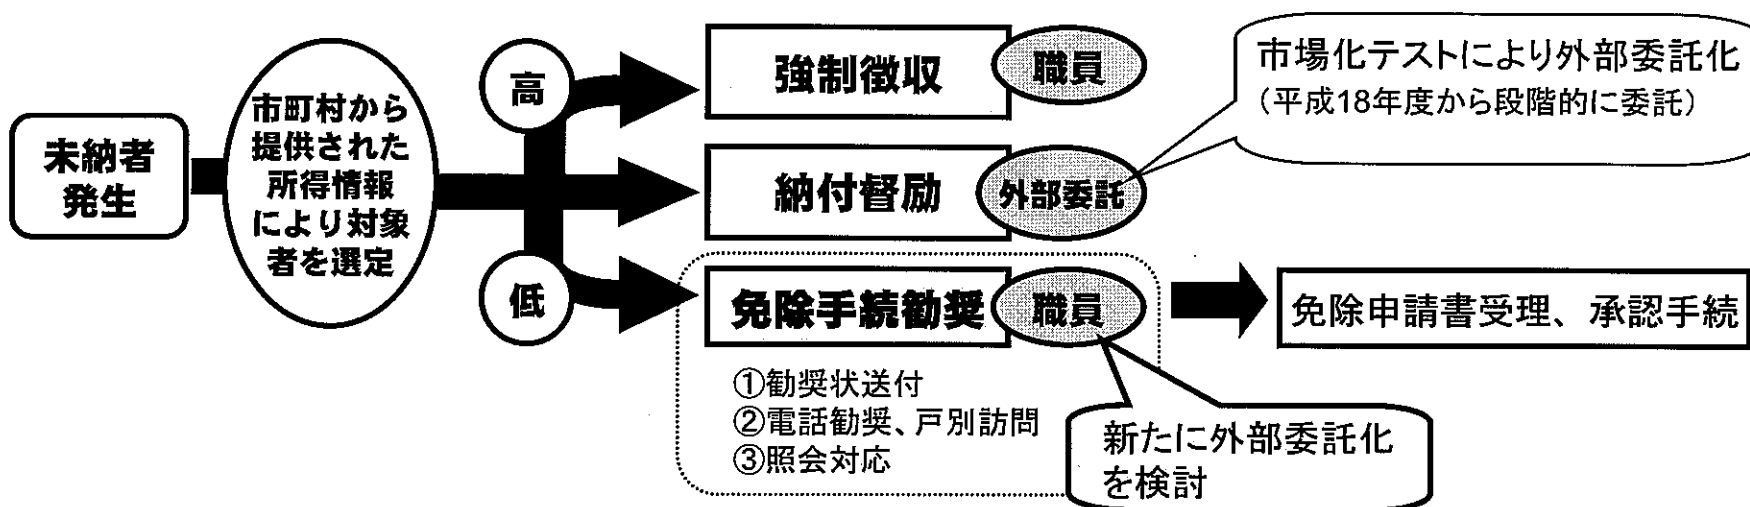 未納者
発生
市町村から
提供された
所得情報
により対象
者を選定
高
低
強制徴収
職員
納付督励
外部委託
免除手続勧奨
職員
①勧奨状送付
②電話勧奨、戸別訪問
③照会対応
市場化テストにより外部委託化
（平成18年度から段階的に委託）
新たに外部委託化
を検討
免除申請書受理、承認手続